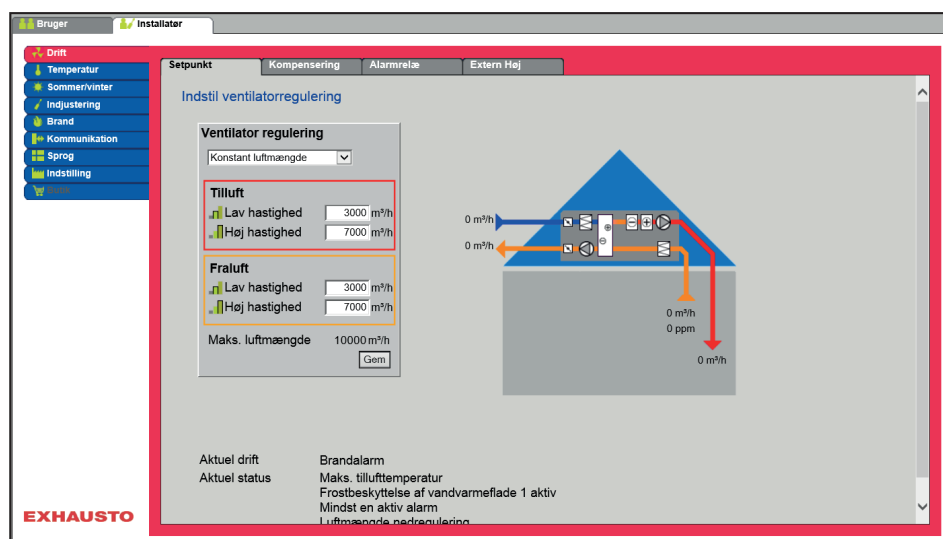 Bruger
Installatør
Drift
Temperatur
Sommer/vinter
Indjustering
Brand
Kommunikation
Sprog
Indstilling
Butik
EXHAUSTO
Setpunkt
Kompensering
Alarmrelæ
Extern Høj
Indstil ventilatorregulering
Ventilator regulering
Konstant luftmængde
Tilluft
Lav hastighed 3000 m³/h
Høj hastighed 7000 m³/h
Fraluft
Lav hastighed 3000 m³/h
Høj hastighed 7000 m³/h
Maks. luftmængde 10000 m³/h
Gem
0 m³/h
0 m³/h
0 m³/h
0 ppm
0 m³/h
Aktuel drift Brandalarm
Aktuel status Maks. tillufttemperatur
Frostbeskyttelse af vandvarmeflade 1 aktiv
Mindst en aktiv alarm
Luftmængde nedregulering